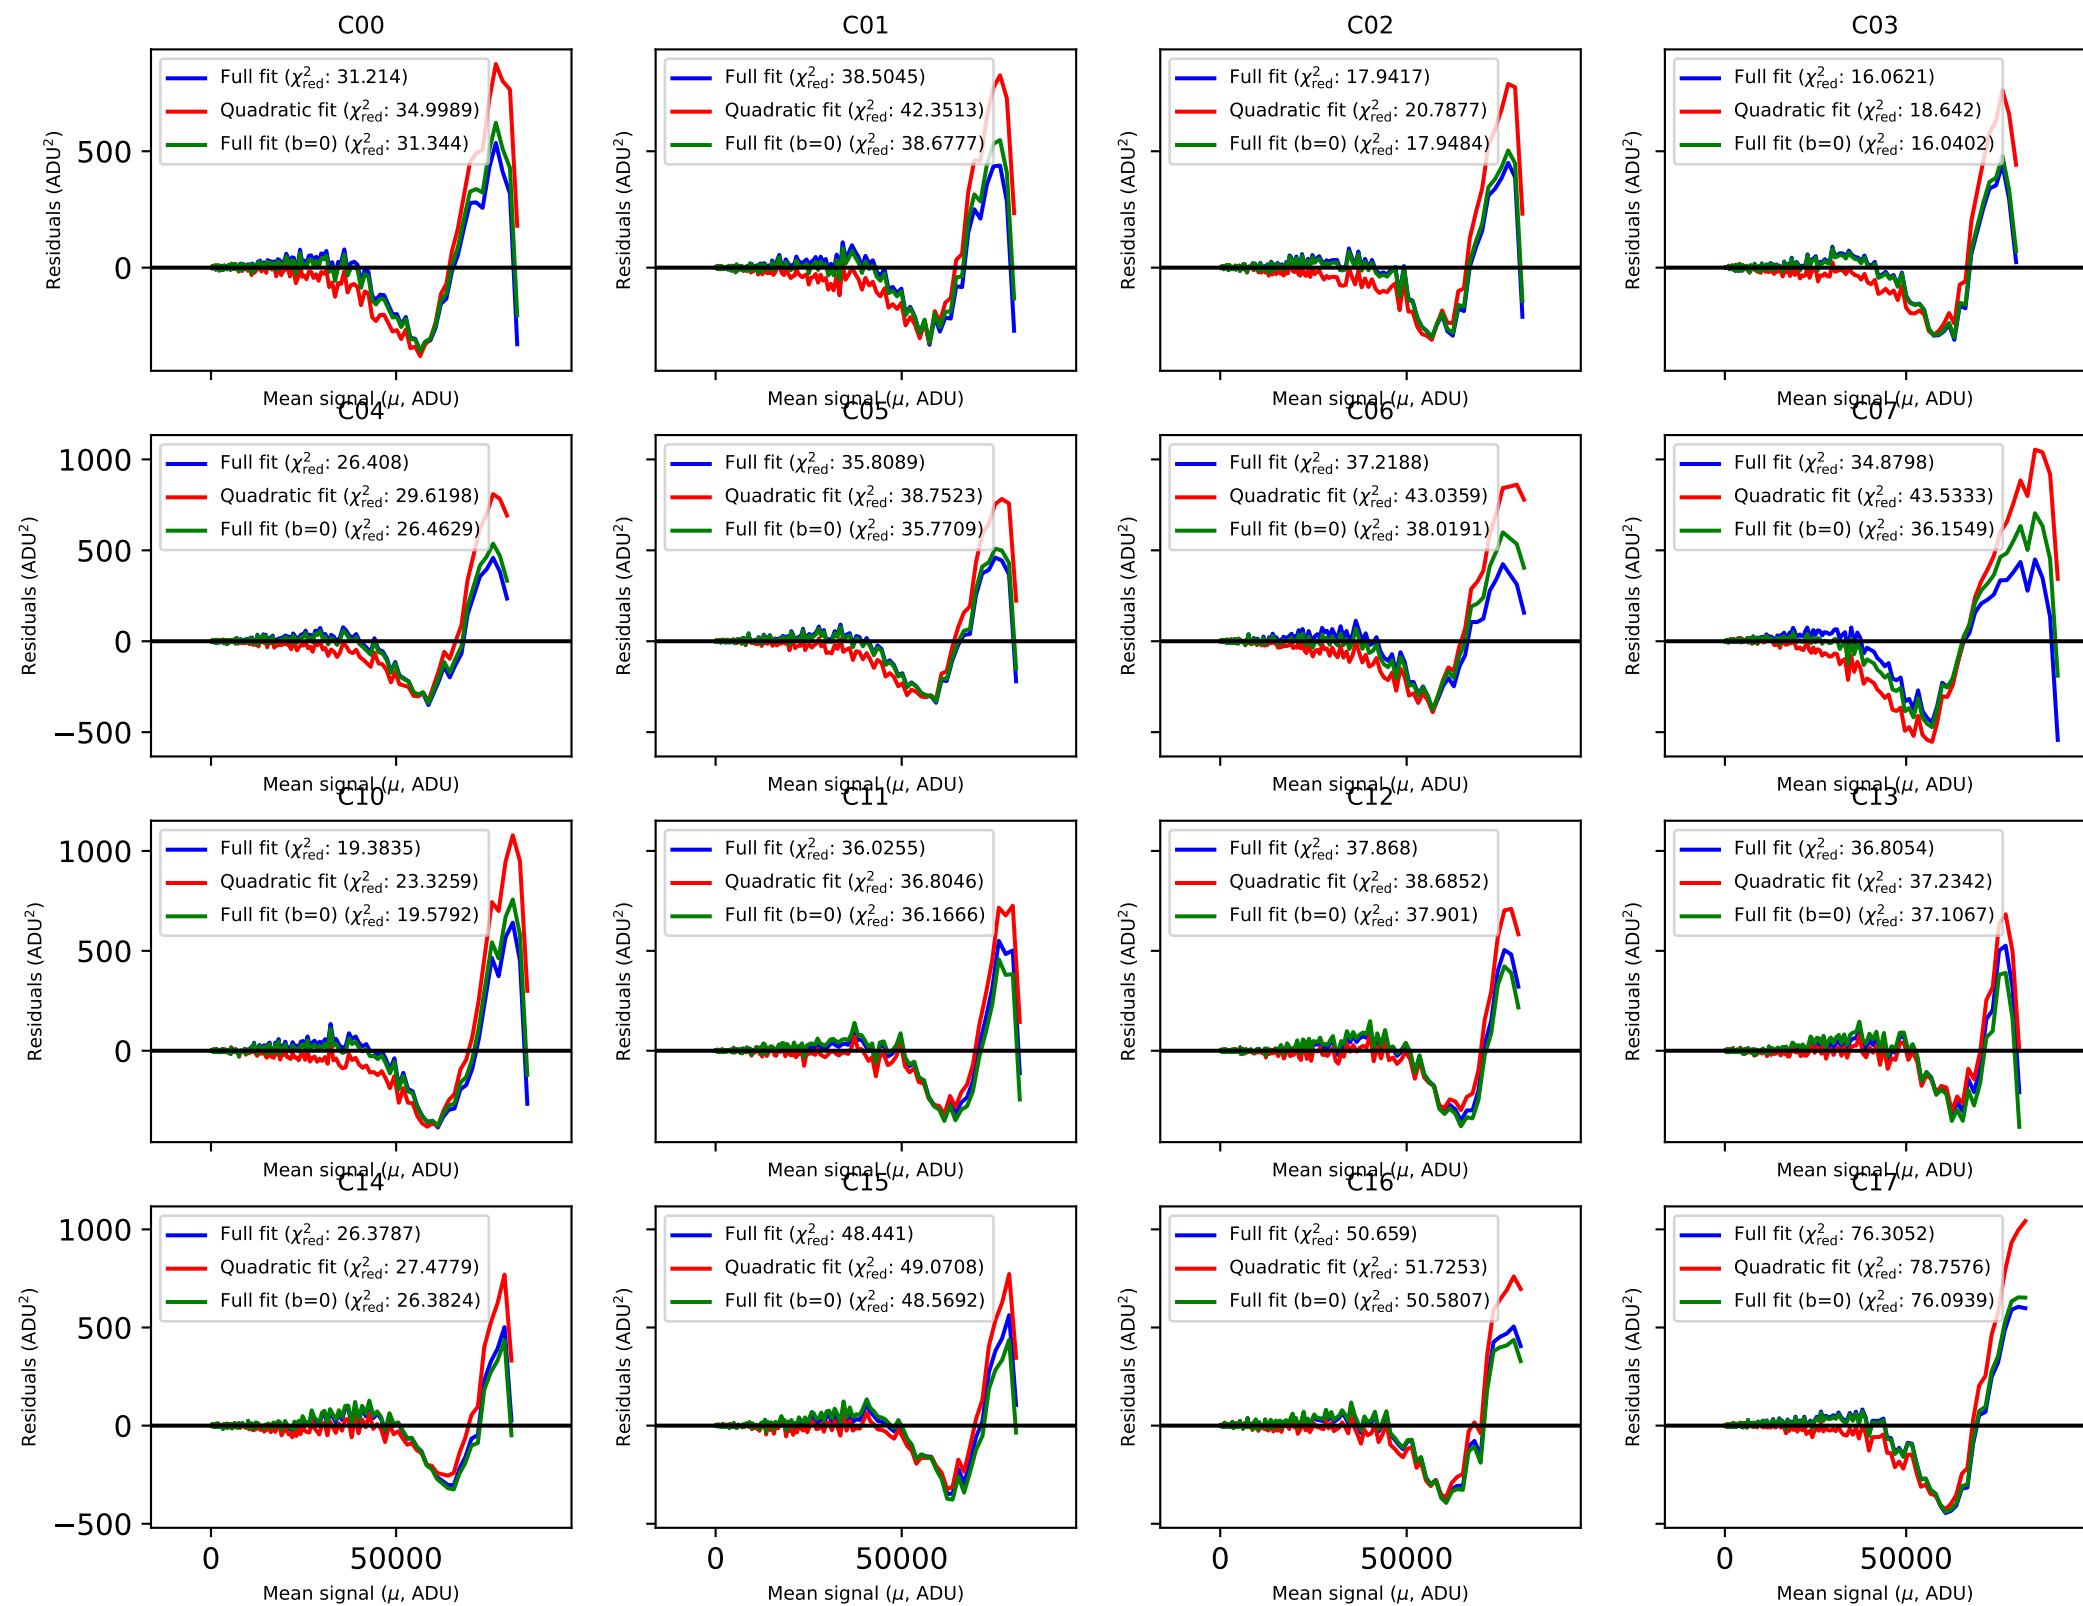 C00
C01
C02
C03
Full fit (χ²red: 31.214)
Quadratic fit (χ²red: 34.9989)
Full fit (b=0) (χ²red: 31.344)
Full fit (χ²red: 38.5045)
Quadratic fit (χ²red: 42.3513)
Full fit (b=0) (χ²red: 38.6777)
Full fit (χ²red: 17.9417)
Quadratic fit (χ²red: 20.7877)
Full fit (b=0) (χ²red: 17.9484)
Full fit (χ²red: 16.0621)
Quadratic fit (χ²red: 18.642)
Full fit (b=0) (χ²red: 16.0402)
500
0
Residuals (ADU²)
Residuals (ADU²)
Residuals (ADU²)
Residuals (ADU²)
Mean signal (μ, ADU)
Mean signal (μ, ADU)
Mean signal (μ, ADU)
Mean signal (μ, ADU)
C04
C05
C06
C07
Full fit (χ²red: 26.408)
Quadratic fit (χ²red: 29.6198)
Full fit (b=0) (χ²red: 26.4629)
Full fit (χ²red: 35.8089)
Quadratic fit (χ²red: 38.7523)
Full fit (b=0) (χ²red: 35.7709)
Full fit (χ²red: 37.2188)
Quadratic fit (χ²red: 43.0359)
Full fit (b=0) (χ²red: 38.0191)
Full fit (χ²red: 34.8798)
Quadratic fit (χ²red: 43.5333)
Full fit (b=0) (χ²red: 36.1549)
1000
500
0
−500
Residuals (ADU²)
Residuals (ADU²)
Residuals (ADU²)
Residuals (ADU²)
Mean signal (μ, ADU)
Mean signal (μ, ADU)
Mean signal (μ, ADU)
Mean signal (μ, ADU)
C10
C11
C12
C13
Full fit (χ²red: 19.3835)
Quadratic fit (χ²red: 23.3259)
Full fit (b=0) (χ²red: 19.5792)
Full fit (χ²red: 36.0255)
Quadratic fit (χ²red: 36.8046)
Full fit (b=0) (χ²red: 36.1666)
Full fit (χ²red: 37.868)
Quadratic fit (χ²red: 38.6852)
Full fit (b=0) (χ²red: 37.901)
Full fit (χ²red: 36.8054)
Quadratic fit (χ²red: 37.2342)
Full fit (b=0) (χ²red: 37.1067)
1000
500
0
Residuals (ADU²)
Residuals (ADU²)
Residuals (ADU²)
Residuals (ADU²)
Mean signal (μ, ADU)
Mean signal (μ, ADU)
Mean signal (μ, ADU)
Mean signal (μ, ADU)
C14
C15
C16
C17
Full fit (χ²red: 26.3787)
Quadratic fit (χ²red: 27.4779)
Full fit (b=0) (χ²red: 26.3824)
Full fit (χ²red: 48.441)
Quadratic fit (χ²red: 49.0708)
Full fit (b=0) (χ²red: 48.5692)
Full fit (χ²red: 50.659)
Quadratic fit (χ²red: 51.7253)
Full fit (b=0) (χ²red: 50.5807)
Full fit (χ²red: 76.3052)
Quadratic fit (χ²red: 78.7576)
Full fit (b=0) (χ²red: 76.0939)
1000
500
0
−500
Residuals (ADU²)
Residuals (ADU²)
Residuals (ADU²)
Residuals (ADU²)
0 50000
0 50000
0 50000
0 50000
Mean signal (μ, ADU)
Mean signal (μ, ADU)
Mean signal (μ, ADU)
Mean signal (μ, ADU)